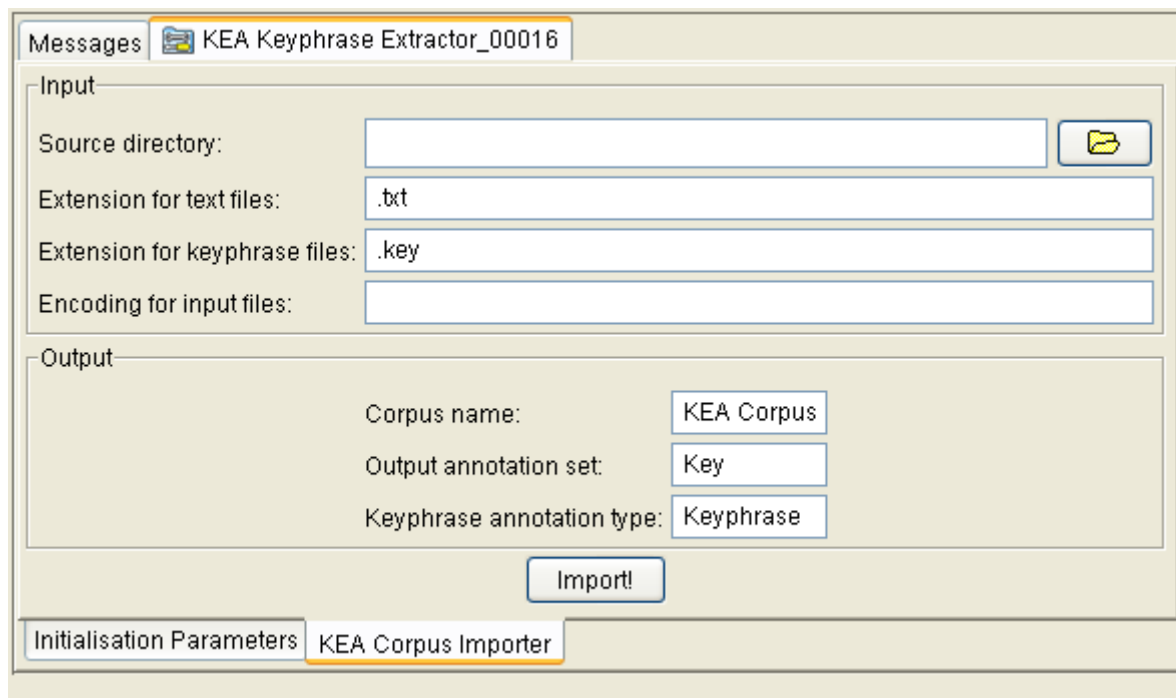 Messages KEA Keyphrase Extractor_00016
Input
Source directory:
Extension for text files: .txt
Extension for keyphrase files: .key
Encoding for input files:
Output
Corpus name: KEA Corpus
Output annotation set: Key
Keyphrase annotation type: Keyphrase
Import!
Initialisation Parameters KEA Corpus Importer